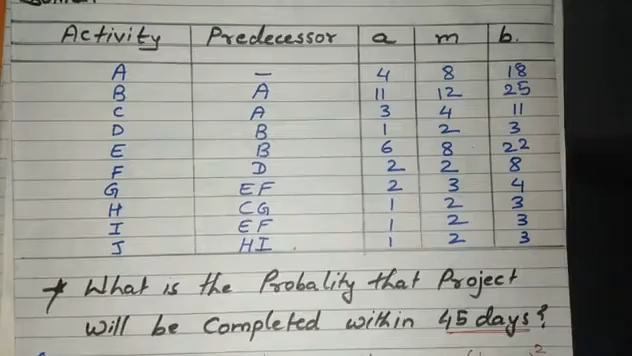 Activity Predecessor a m b.
A — 4 8 18
B A 11 12 25
C A 3 4 11
D B 1 2 3
E B 6 8 22
F D 2 2 8
G EF 2 3 4
H CG 1 2 3
I EF 1 2 3
J HI . 1 2 3
* What is the Probality that Project
will be Completed within 45 days?